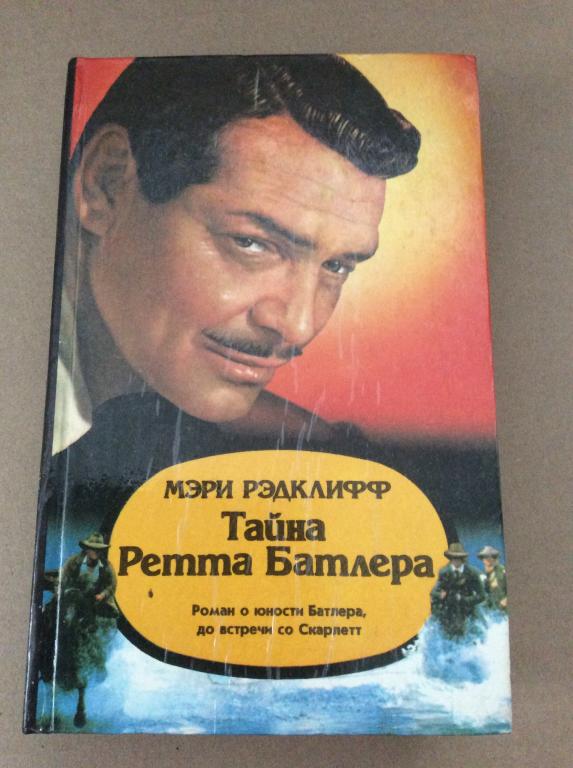 МЭРИ РЭДКЛИФФ
Тайна
Ретта Батлера
Роман о юности Батлера,
до встречи со Скарлетт